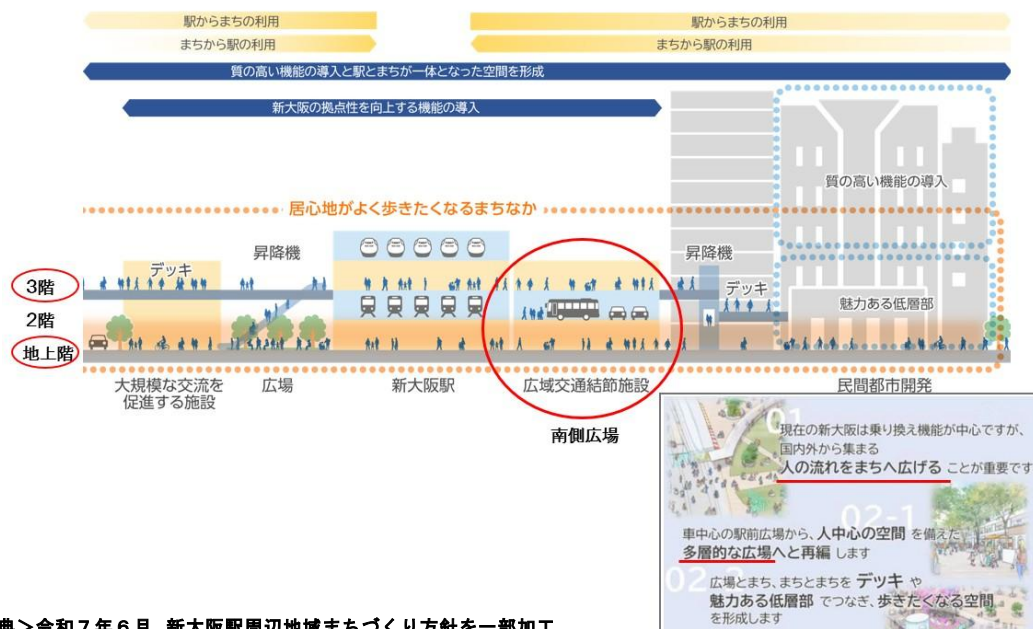 駅からまちの利用
駅からまちの利用
まちから駅の利用
まちから駅の利用
質の高い機能の導入と駅とまちが一体となった空間を形成
新大阪の拠点性を向上する機能の導入
質の高い機能の導入
居心地がよく歩きたくなるまちなか
昇降機
昇降機
デッキ
3階
デッキ
2階
魅力ある低層部
地上階
大規模な交流を
促進する施設
広場
新大阪駅
広域交通結節施設
民間都市開発
南側広場
01
現在の新大阪は乗り換え機能が中心ですが、
国内外から集まる
人の流れをまちへ広げる ことが重要です
02-1
車中心の駅前広場から、人中心の空間 を備えた
多層的な広場へと再編 します
02-2
広場とまち、まちとまちを デッキ や
魅力ある低層部 でつなぎ、歩きたくなる空間
を形成します
典＞令和7年6月 新大阪駅周辺地域まちづくり方針を一部加工